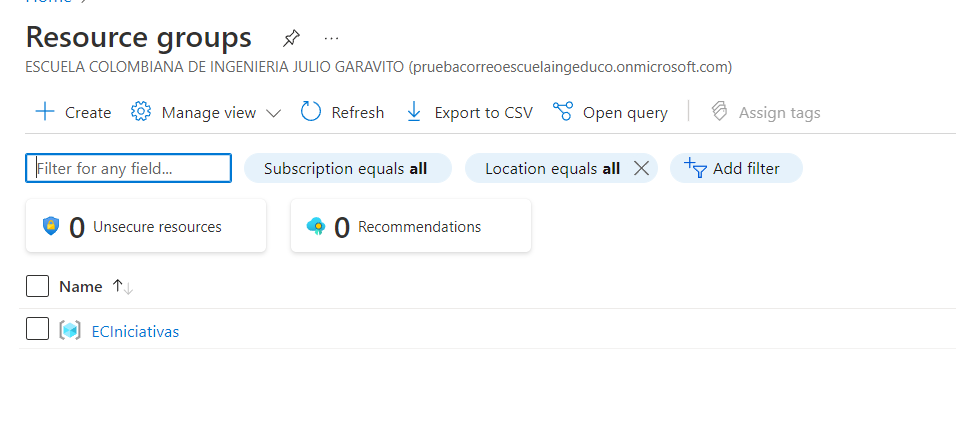 Home
Resource groups ...
ESCUELA COLOMBIANA DE INGENIERIA JULIO GARAVITO (pruebacorreoescuelaingeduco.onmicrosoft.com)
Create Manage view Refresh Export to CSV Open query Assign tags
Filter for any field... Subscription equals all Location equals all Add filter
0 Unsecure resources 0 Recommendations
Name
ECIniciativas